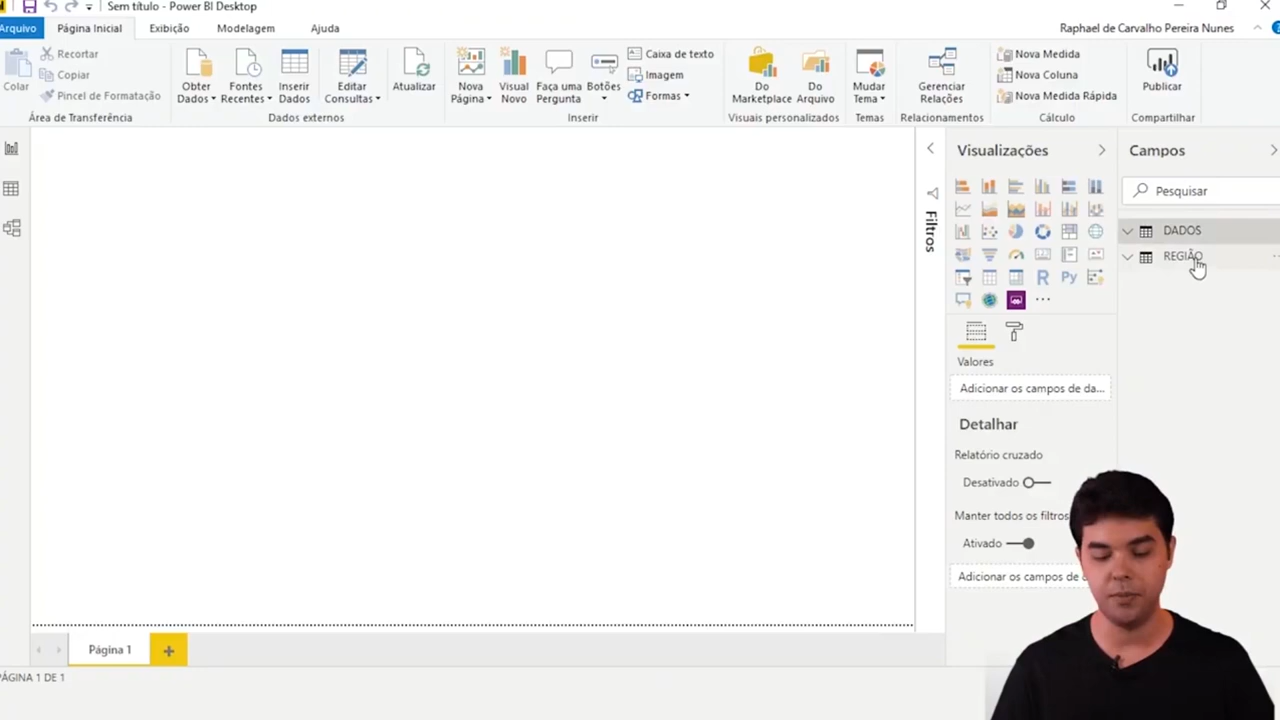 Sem título - Power BI Desktop
Arquivo
Página Inicial
Exibição
Modelagem
Ajuda
Raphael de Carvalho Pereira Nunes
Colar
Recortar
Copiar
Pincel de Formatação
Área de Transferência
Obter Dados
Fontes Recentes
Inserir Dados
Editar Consultas
Atualizar
Dados externos
Nova Página
Visual Novo
Faça uma Pergunta
Botões
Caixa de texto
Imagem
Formas
Inserir
Do Marketplace
Do Arquivo
Visuais personalizados
Mudar Tema
Temas
Gerenciar Relações
Relacionamentos
Nova Medida
Nova Coluna
Nova Medida Rápida
Cálculo
Publicar
Compartilhar
Filtros
Visualizações
R
Py
Valores
Adicionar os campos de da...
Detalhar
Relatório cruzado
Desativado
Manter todos os filtros
Ativado
Adicionar os campos de
Campos
Pesquisar
DADOS
REGIÃO
Página 1
PÁGINA 1 DE 1